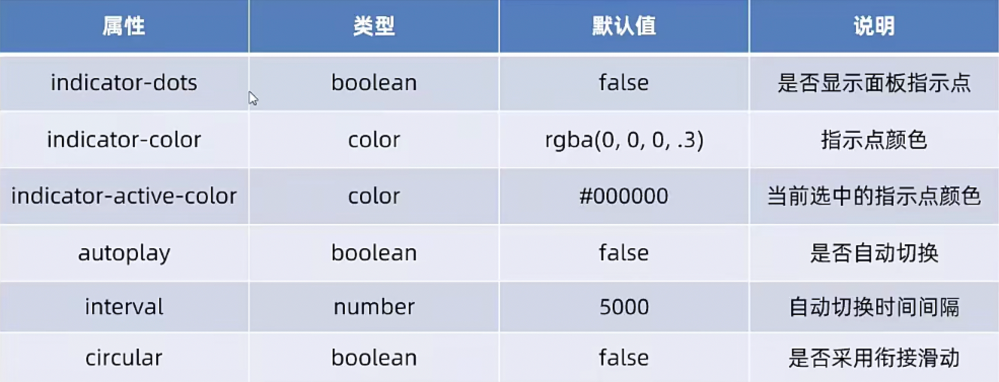 属性 类型 默认值 说明
indicator-dots boolean false 是否显示面板指示点
indicator-color color rgba(0, 0, 0, .3) 指示点颜色
indicator-active-color color #000000 当前选中的指示点颜色
autoplay boolean false 是否自动切换
interval number 5000 自动切换时间间隔
circular boolean false 是否采用衔接滑动